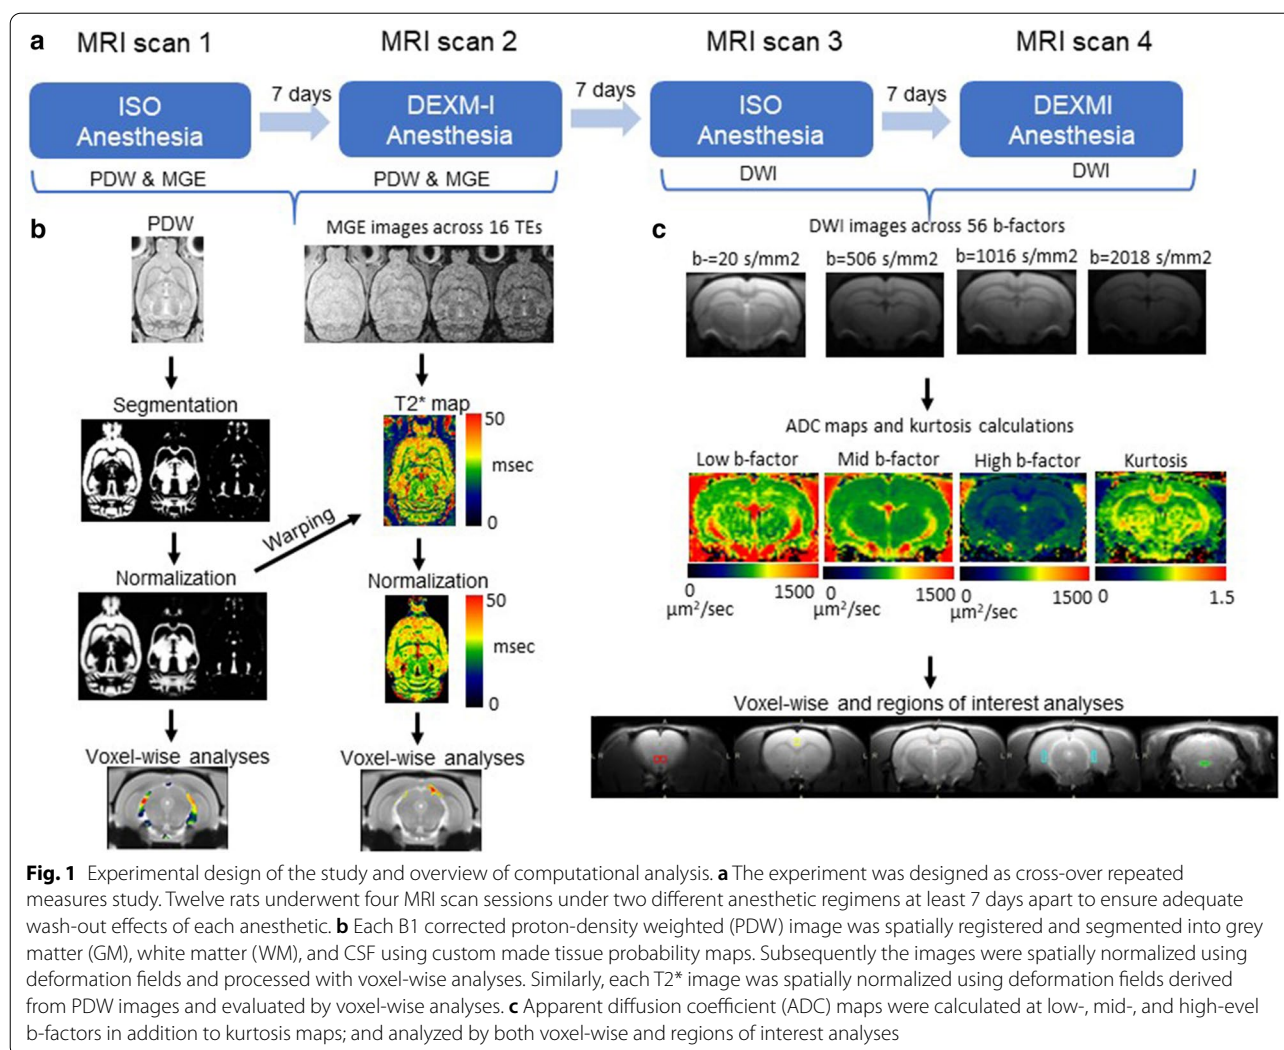 a
MRI scan 1
MRI scan 2
MRI scan 3
MRI scan 4
ISO
Anesthesia
7 days
DEXM-I
Anesthesia
7 days
ISO
Anesthesia
7 days
DEXMI
Anesthesia
PDW & MGE
PDW & MGE
DWI
DWI
b
PDW
MGE images across 16 TEs
Segmentation
T2* map
50
msec
0
Warping
Normalization
Normalization
50
msec
0
Voxel-wise analyses
Voxel-wise analyses
c
DWI images across 56 b-factors
b-=20 s/mm2
b=506 s/mm2
b=1016 s/mm2
b=2018 s/mm2
ADC maps and kurtosis calculations
Low b-factor
Mid b-factor
High b-factor
Kurtosis
0
1500
0
1500
0
1500
0
1.5
µm²/sec
µm²/sec
µm²/sec
Voxel-wise and regions of interest analyses
L R
L R
L R
L R
Fig. 1 Experimental design of the study and overview of computational analysis. a The experiment was designed as cross-over repeated
measures study. Twelve rats underwent four MRI scan sessions under two different anesthetic regimens at least 7 days apart to ensure adequate
wash-out effects of each anesthetic. b Each B1 corrected proton-density weighted (PDW) image was spatially registered and segmented into grey
matter (GM), white matter (WM), and CSF using custom made tissue probability maps. Subsequently the images were spatially normalized using
deformation fields and processed with voxel-wise analyses. Similarly, each T2* image was spatially normalized using deformation fields derived
from PDW images and evaluated by voxel-wise analyses. c Apparent diffusion coefficient (ADC) maps were calculated at low-, mid-, and high-evel
b-factors in addition to kurtosis maps; and analyzed by both voxel-wise and regions of interest analyses